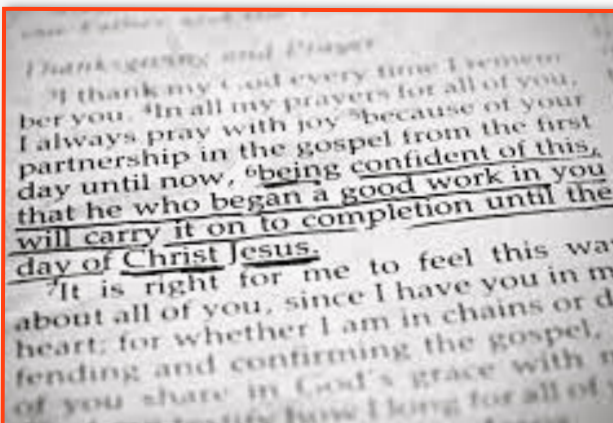 Thanksgiving and Prayer
³I thank my God every time I remem
ber you. ⁴In all my prayers for all of you,
I always pray with joy ⁵because of your
partnership in the gospel from the first
day until now, ⁶being confident of this,
that he who began a good work in you
will carry it on to completion until the
day of Christ Jesus.
⁷It is right for me to feel this wa
about all of you, since I have you in m
heart; for whether I am in chains or d
fending and confirming the gospel,
of you share in God's grace with
how I long for all of